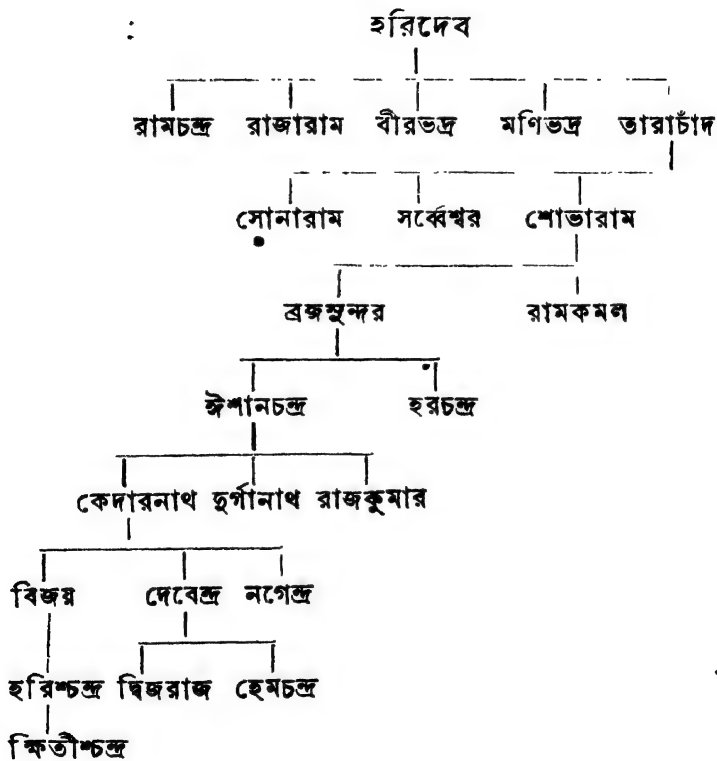 হরিদেব
রামচন্দ্র রাজারাম বীরভদ্র মণিভদ্র তারাচাঁদ
সোনারাম সর্ব্বেশ্বর শোভারাম
ব্রজসুন্দর রামকমল
ঈশানচন্দ্র হরচন্দ্র
কেদারনাথ দুর্গানাথ রাজকুমার
বিজয় দেবেন্দ্র নগেন্দ্র
হরিশ্চন্দ্র দ্বিজরাজ হেমচন্দ্র
ক্ষিতীশ্চন্দ্র